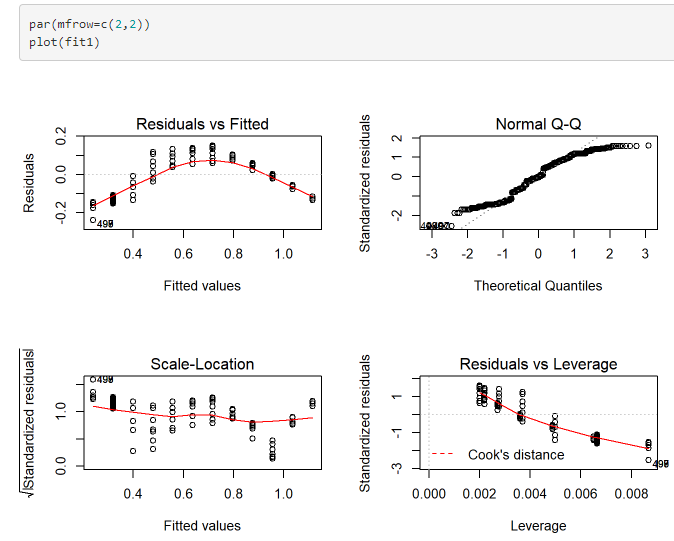 par(mfrow=c(2,2))
plot(fit1)
Residuals vs Fitted
Residuals
0.2
0.0
-0.2
0.4 0.6 0.8 1.0
Fitted values
Normal Q-Q
Standardized residuals
2
1
0
-2
-3 -2 -1 0 1 2 3
Theoretical Quantiles
Scale-Location
√|Standardized residuals|
1.0
0.0
0.4 0.6 0.8 1.0
Fitted values
Residuals vs Leverage
Standardized residuals
1
-1
-3
Cook's distance
0.000 0.002 0.004 0.006 0.008
Leverage